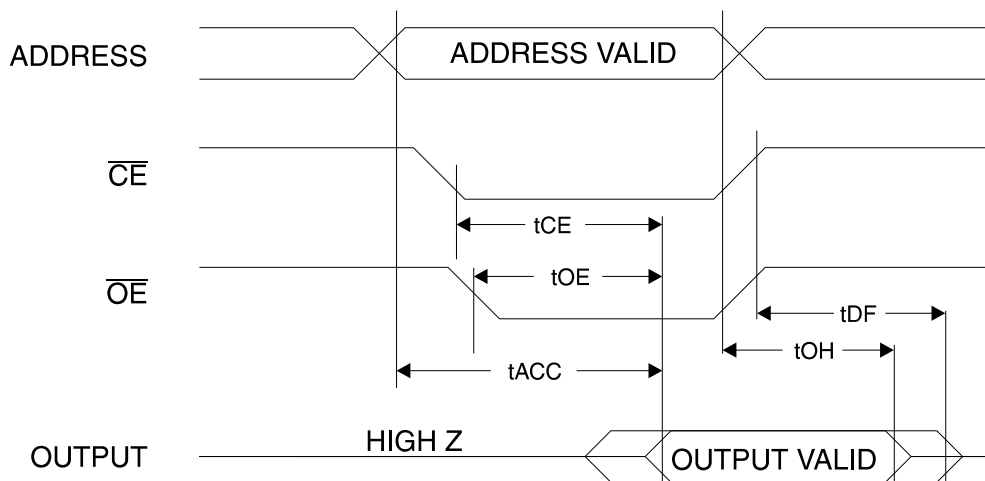 ADDRESS
ADDRESS VALID
CE
tCE
OE
tOE
tDF
tOH
tACC
HIGH Z
OUTPUT
OUTPUT VALID